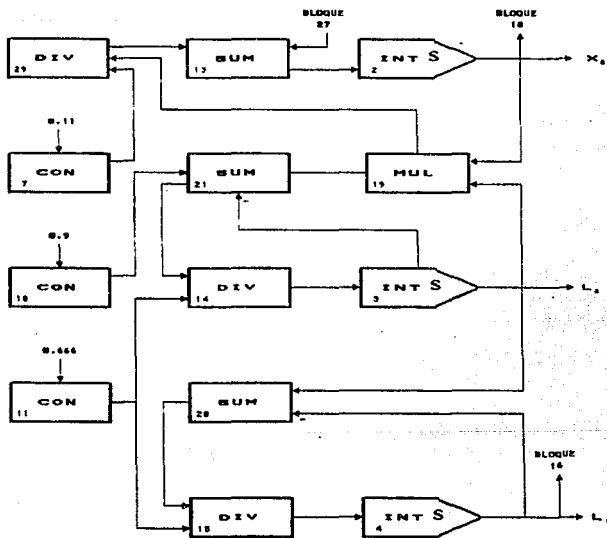 BLOQUE
27
BLOQUE
18
DIV
29
SUM
13
INT S
2
0.11
CON
7
SUM
21
MUL
19
0.9
CON
10
DIV
14
INT S
3
0.666
CON
11
SUM
20
BLOQUE
16
DIV
15
INT S
4
L